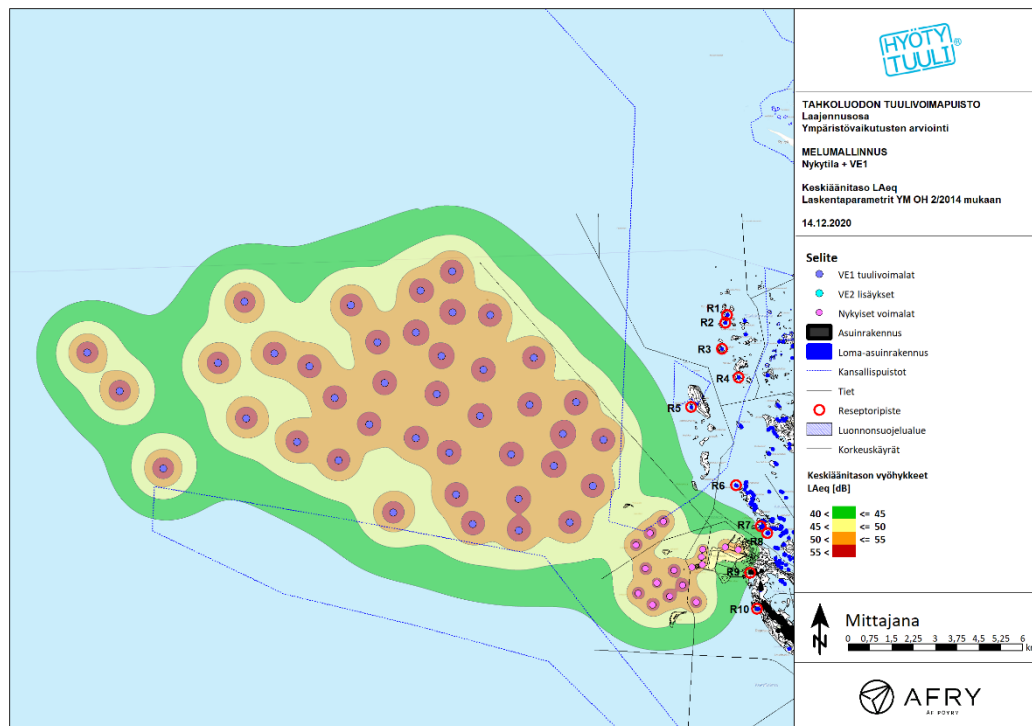 HYÖTY
TUULI®
TAHKOLUODON TUULIVOIMAPUISTO
Laajennusosa
Ympäristövaikutusten arviointi
MELUMALLINNUS
Nykytila + VE1
Keskiäänitaso LAeq
Laskentaparametrit YM OH 2/2014 mukaan
14.12.2020
Selite
VE1 tuulivoimalat
VE2 lisäykset
Nykyiset voimalat
Asuinrakennus
Loma-asuinrakennus
Kansallispuistot
Tiet
Reseptoripiste
Luonnonsuojelualue
Korkeuskäyrät
Keskiäänitason vyöhykkeet
LAeq [dB]
40 < <= 45
45 < <= 50
50 < <= 55
55 <
R1
R2
R3
R4
R5
R6
R7
R8
R9
R10
N
Mittajana
0 0,75 1,5 2,25 3 3,75 4,5 5,25 6
km
AFRY
ÅF PÖYRY